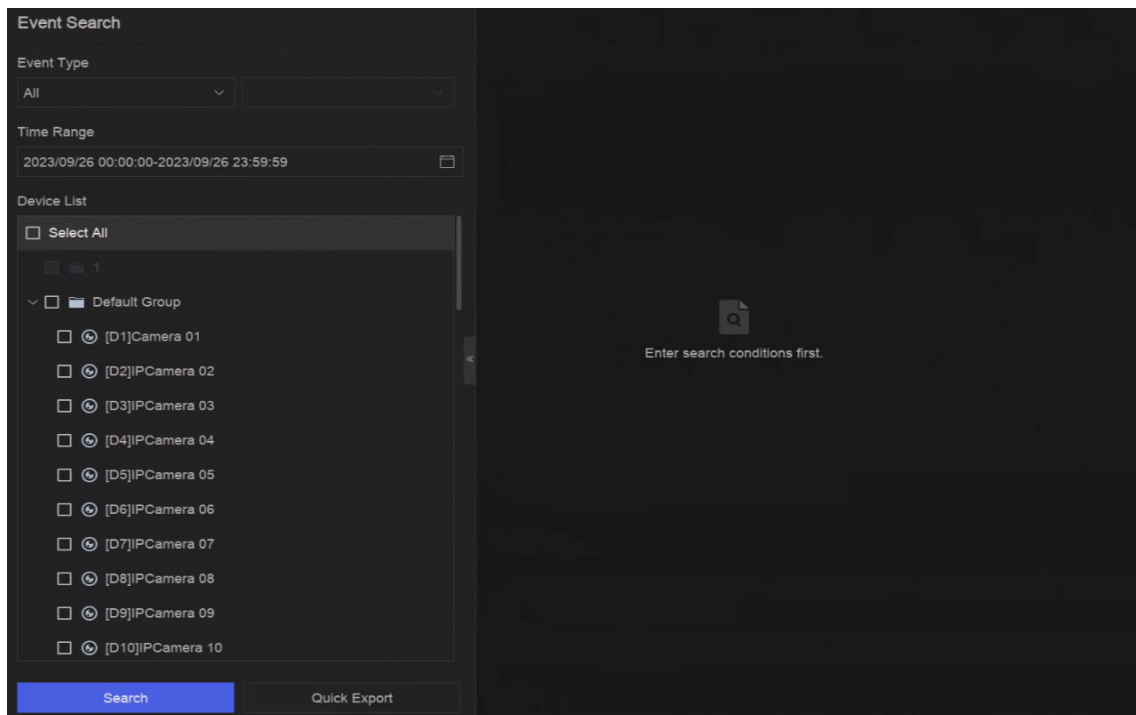 Event Search
Event Type
All
Time Range
2023/09/26 00:00:00-2023/09/26 23:59:59
Device List
Select All
1
Default Group
[D1]Camera 01
[D2]IPCamera 02
[D3]IPCamera 03
[D4]IPCamera 04
[D5]IPCamera 05
[D6]IPCamera 06
[D7]IPCamera 07
[D8]IPCamera 08
[D9]IPCamera 09
[D10]IPCamera 10
Search
Quick Export
Enter search conditions first.